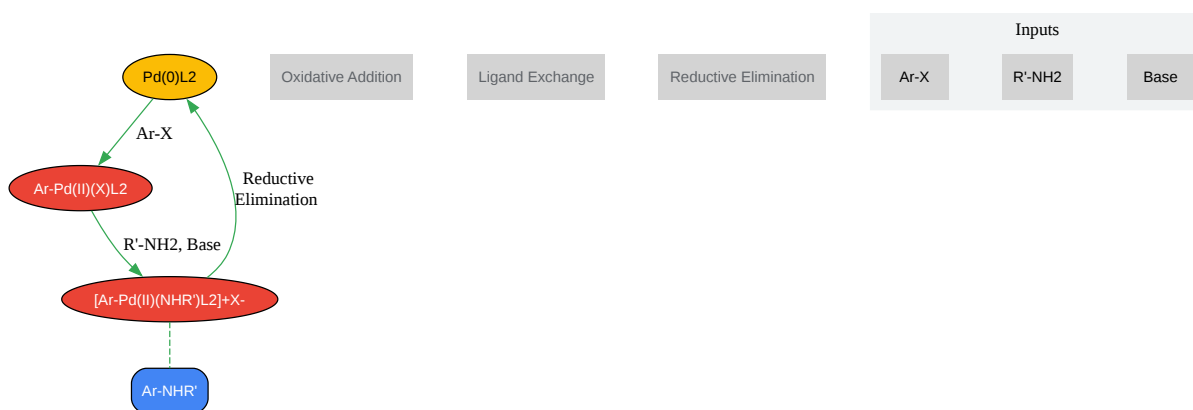 Inputs
Pd(0)L2
Oxidative Addition
Ligand Exchange
Reductive Elimination
Ar-X
R'-NH2
Base
Ar-X
Ar-Pd(II)(X)L2
Reductive
Elimination
R'-NH2, Base
[Ar-Pd(II)(NHR')L2]+X-
Ar-NHR'